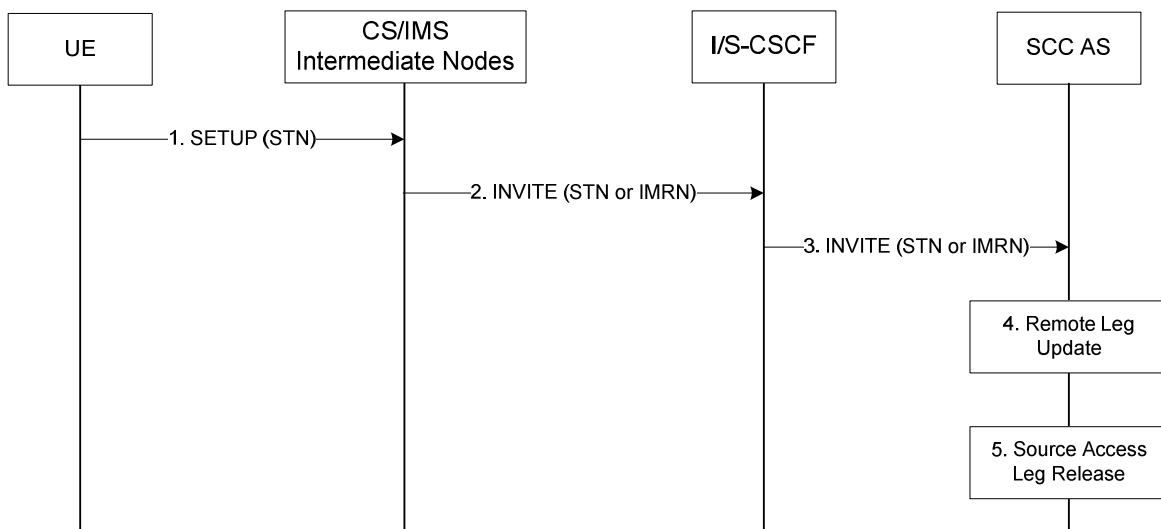 UE
CS/IMS
Intermediate Nodes
I/S-CSCF
SCC AS
1. SETUP (STN)
2. INVITE (STN or IMRN)
3. INVITE (STN or IMRN)
4. Remote Leg
Update
5. Source Access
Leg Release